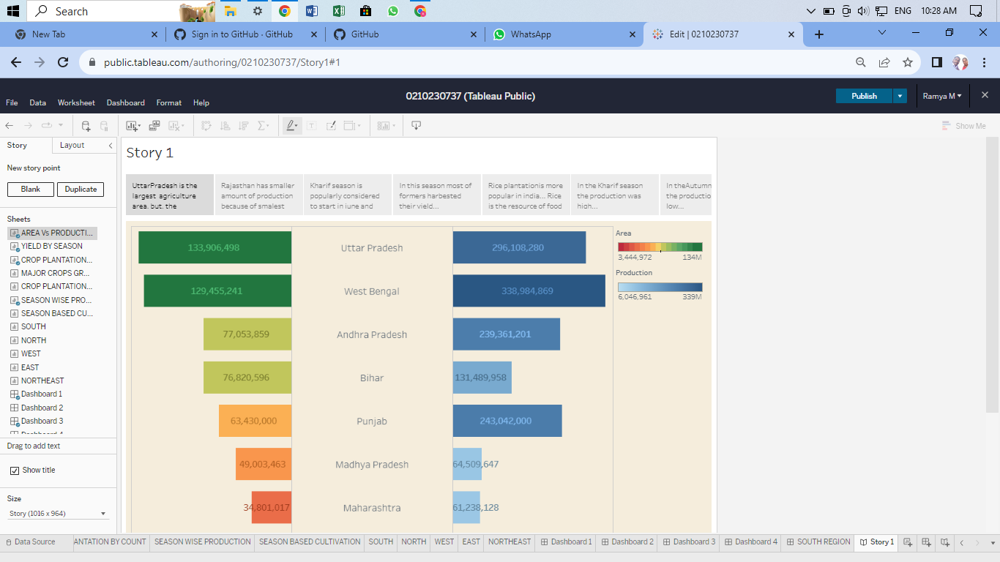 Search
ENG 10:28 AM
New Tab
Sign in to GitHub · GitHub
GitHub
WhatsApp
Edit | 0210230737
public.tableau.com/authoring/0210230737/Story1#1
0210230737 (Tableau Public)
Publish
Ramya M
File Data Worksheet Dashboard Format Help
Show Me
Story Layout
New story point
Blank Duplicate
Sheets
AREA Vs PRODUCTI...
YIELD BY SEASON
CROP PLANTATION...
MAJOR CROPS GR...
CROP PLANTATION...
SEASON WISE PRO...
SEASON BASED CU...
SOUTH
NORTH
WEST
EAST
NORTHEAST
Dashboard 1
Dashboard 2
Dashboard 3
Drag to add text
Show title
Size
Story (1016 x 964)
Story 1
UttarPradesh is the
largest agriculture
area. but. the
Rajasthan has smaller
amount of production
because of smalest
Kharif season is
popularly considered
to start in june and
In this season most of
formers harbested
their yield...
Rice plantationis more
popular in india... Rice
is the resource of food
In the Kharif season
the production was
high...
In theAutumn
the productio
low...
133,906,498 Uttar Pradesh 296,108,280
129,455,241 West Bengal 338,984,869
77,053,859 Andhra Pradesh 239,361,201
76,820,596 Bihar 131,489,958
63,430,000 Punjab 243,042,000
49,003,463 Madhya Pradesh 64,509,647
34,801,017 Maharashtra 61,238,128
Area
3,444,972 134M
Production
6,046,961 339M
Data Source ANTATION BY COUNT SEASON WISE PRODUCTION SEASON BASED CULTIVATION SOUTH NORTH WEST EAST NORTHEAST Dashboard 1 Dashboard 2 Dashboard 3 Dashboard 4 SOUTH REGION Story 1